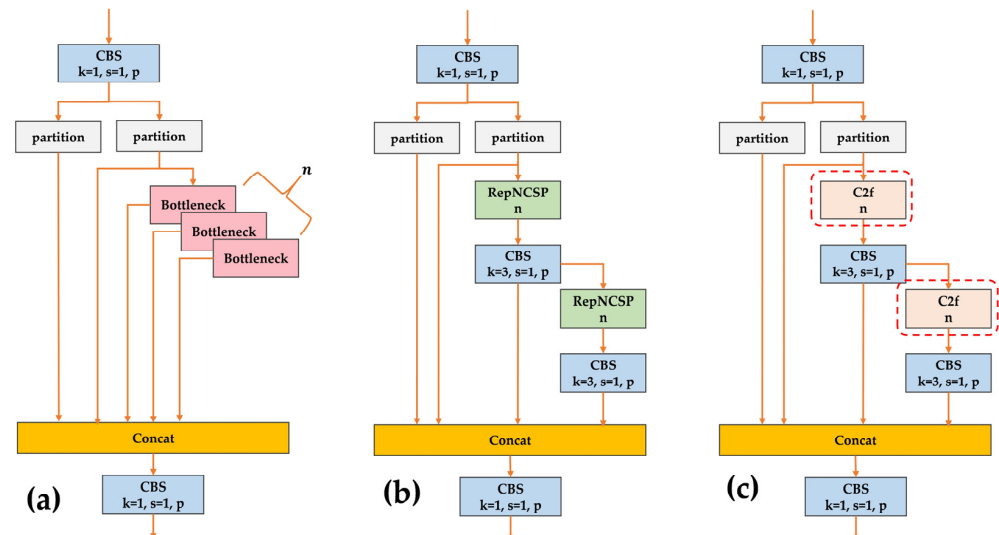 CBS
k=1, s=1, p
partition
partition
n
Bottleneck
Bottleneck
Bottleneck
Concat
CBS
k=1, s=1, p
(a)
CBS
k=1, s=1, p
partition
partition
RepNCSP
n
CBS
k=3, s=1, p
RepNCSP
n
CBS
k=3, s=1, p
Concat
CBS
k=1, s=1, p
(b)
CBS
k=1, s=1, p
partition
partition
C2f
n
CBS
k=3, s=1, p
C2f
n
CBS
k=3, s=1, p
Concat
CBS
k=1, s=1, p
(c)